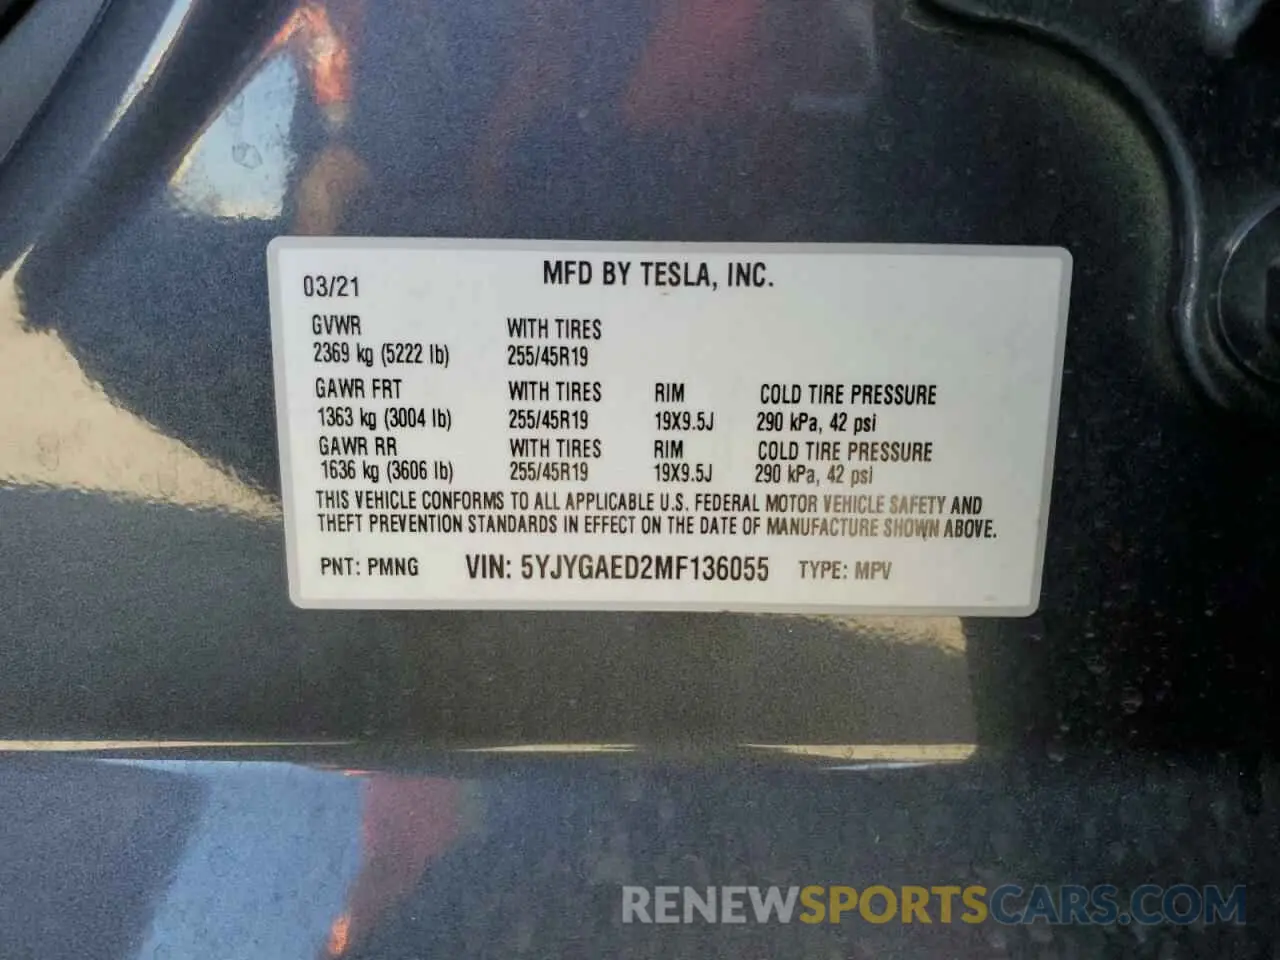 03/21 MFD BY TESLA, INC.
GVWR WITH TIRES
2369 kg (5222 lb) 255/45R19
GAWR FRT WITH TIRES RIM COLD TIRE PRESSURE
1363 kg (3004 lb) 255/45R19 19X9.5J 290 kPa, 42 psi
GAWR RR WITH TIRES RIM COLD TIRE PRESSURE
1636 kg (3606 lb) 255/45R19 19X9.5J 290 kPa, 42 psi
THIS VEHICLE CONFORMS TO ALL APPLICABLE U.S. FEDERAL MOTOR VEHICLE SAFETY AND
THEFT PREVENTION STANDARDS IN EFFECT ON THE DATE OF MANUFACTURE SHOWN ABOVE.
PNT: PMNG VIN: 5YJYGAED2MF136055 TYPE: MPV
RENEWSPORTSCARS.COM